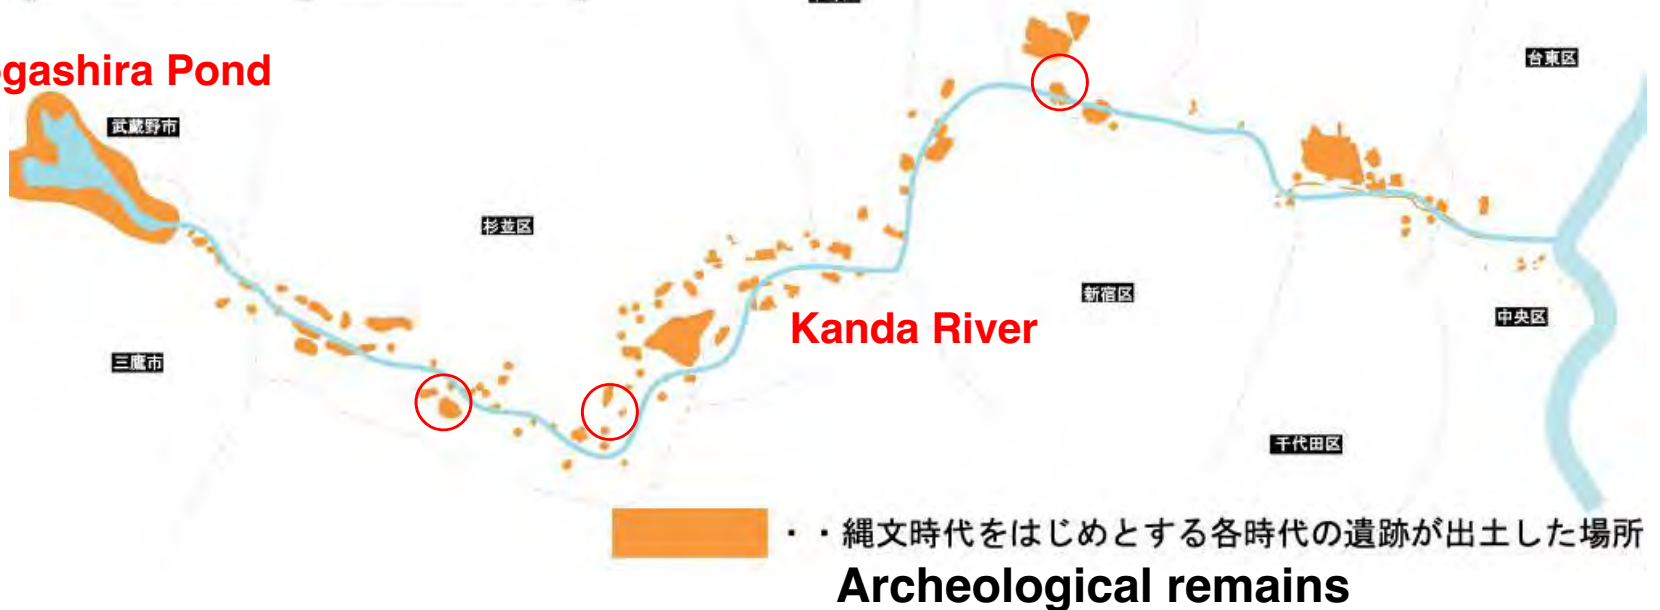 ogashira Pond
台東区
武蔵野市
杉並区
新宿区
Kanda River
中央区
三鷹市
千代田区
・・縄文時代をはじめとする各時代の遺跡が出土した場所
Archeological remains